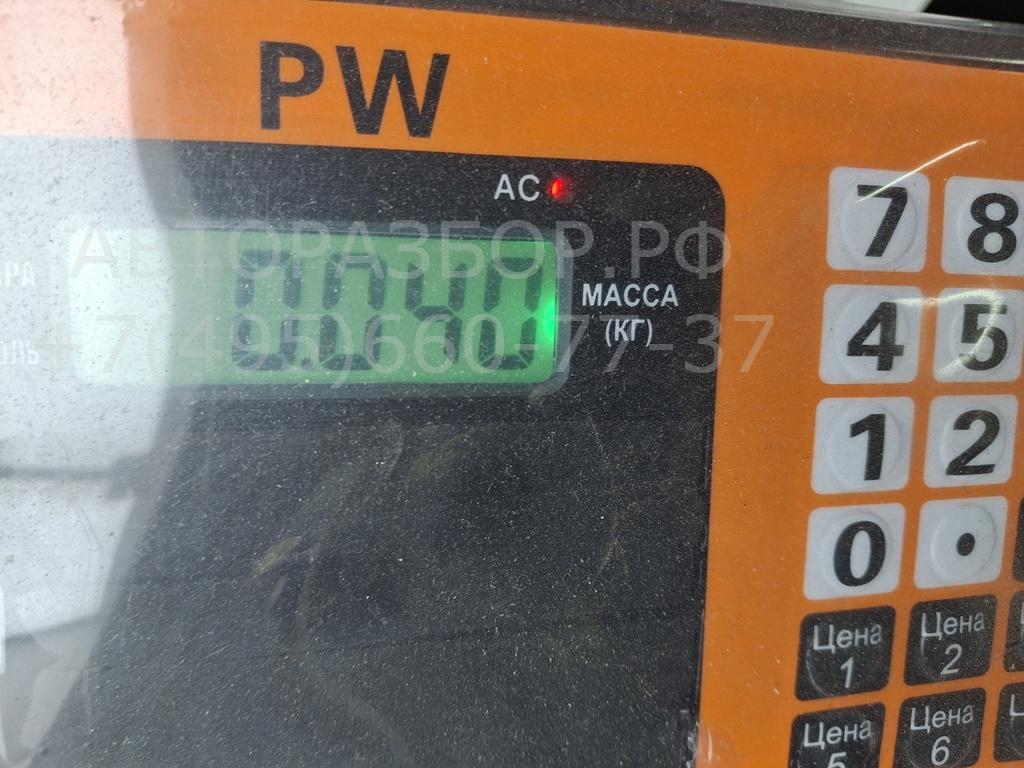 PW
AC
АВТОРАЗБОР.РФ
0.040
МАССА
(КГ)
+7(495)660-77-37
7 8
4 5
1 2
0 .
Цена
1
Цена
2
Цена
5
Цена
6